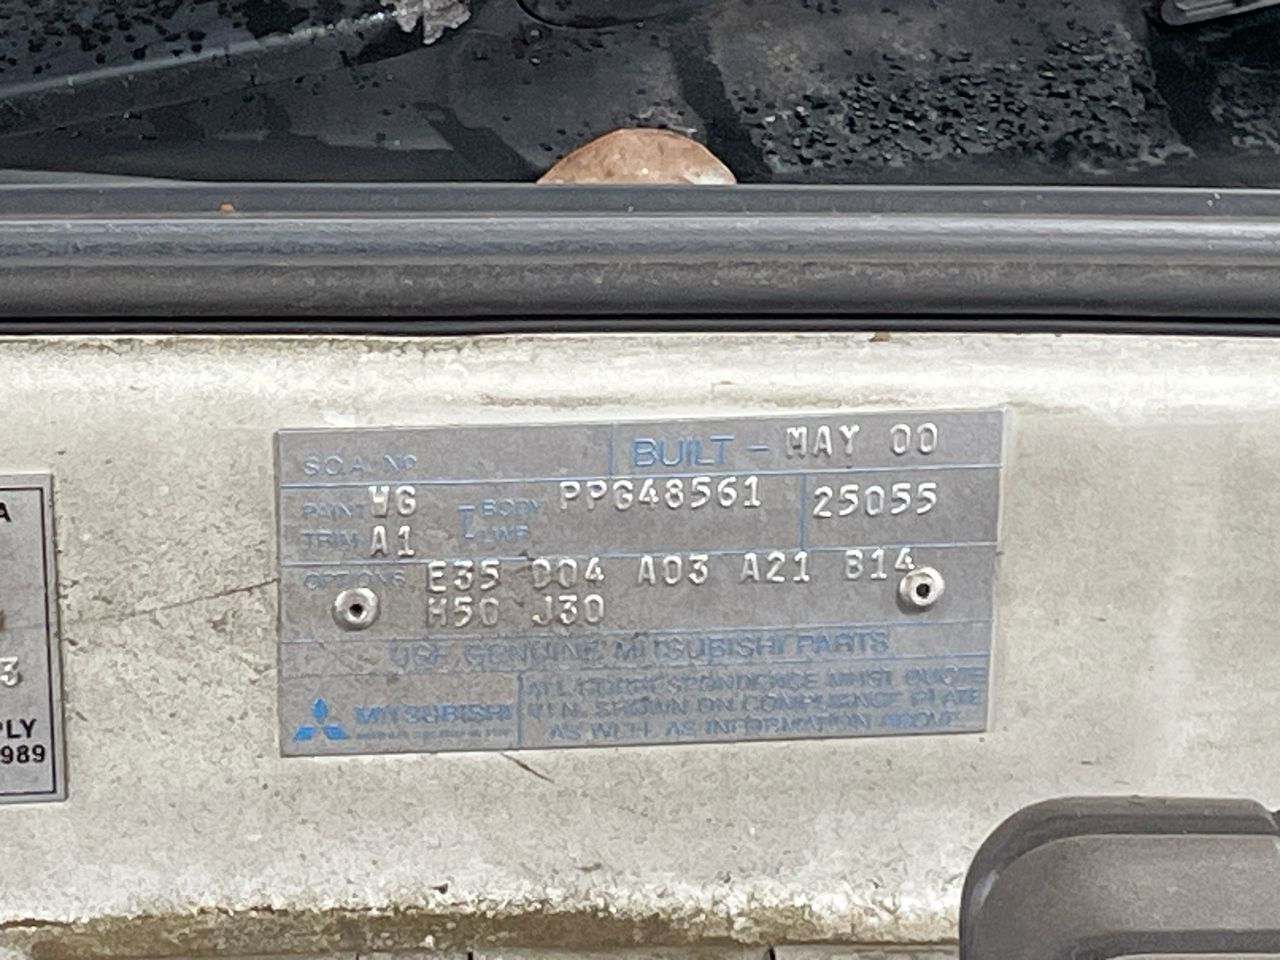 A
3
PLY
989
S.O.A. NO
BUILT - MAY 00
PAINT WG
BODY PPG48561
25055
TRIM A1
OPTIONS E35 D04 A03 A21 B14
H50 J30
USE GENUINE MITSUBISHI PARTS
MITSUBISHI
ALL CORRESPONDENCE MUST QUOTE
V.I.N. SHOWN ON COMPLIANCE PLATE
AS WELL AS INFORMATION ABOVE